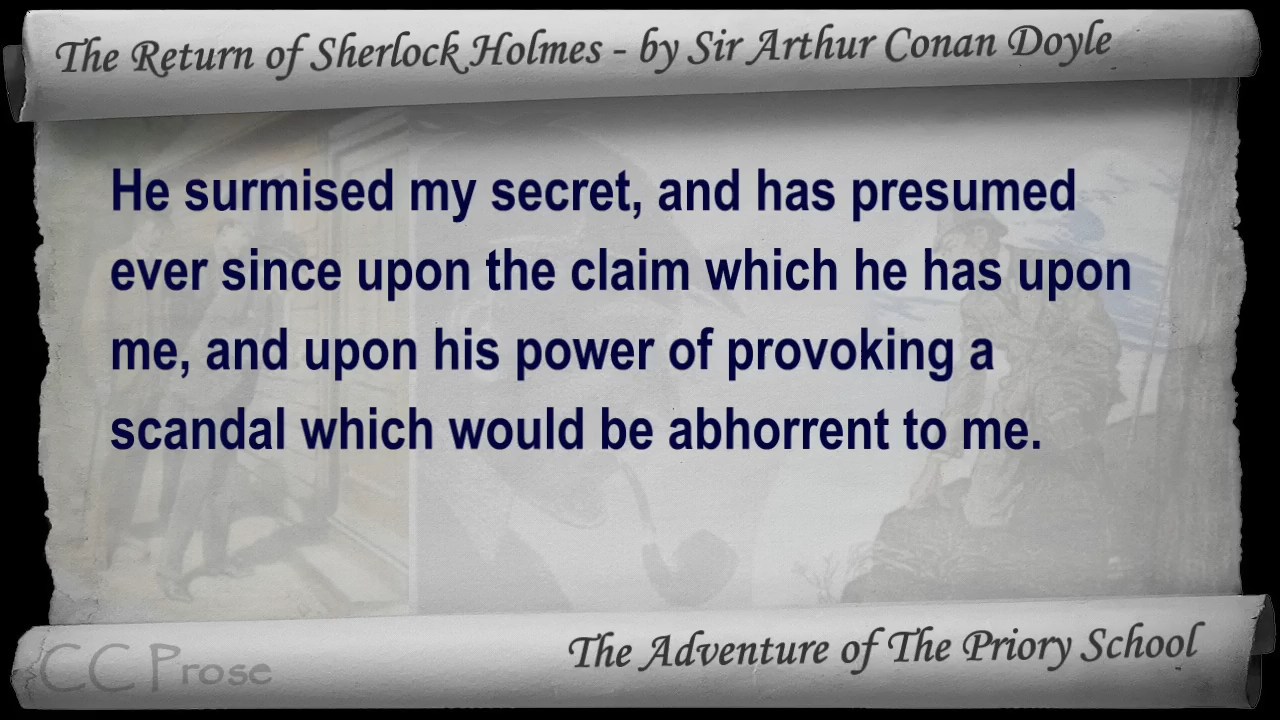 The Return of Sherlock Holmes - by Sir Arthur Conan Doyle
He surmised my secret, and has presumed
ever since upon the claim which he has upon
me, and upon his power of provoking a
scandal which would be abhorrent to me.
The Adventure of The Priory School
CC Prose